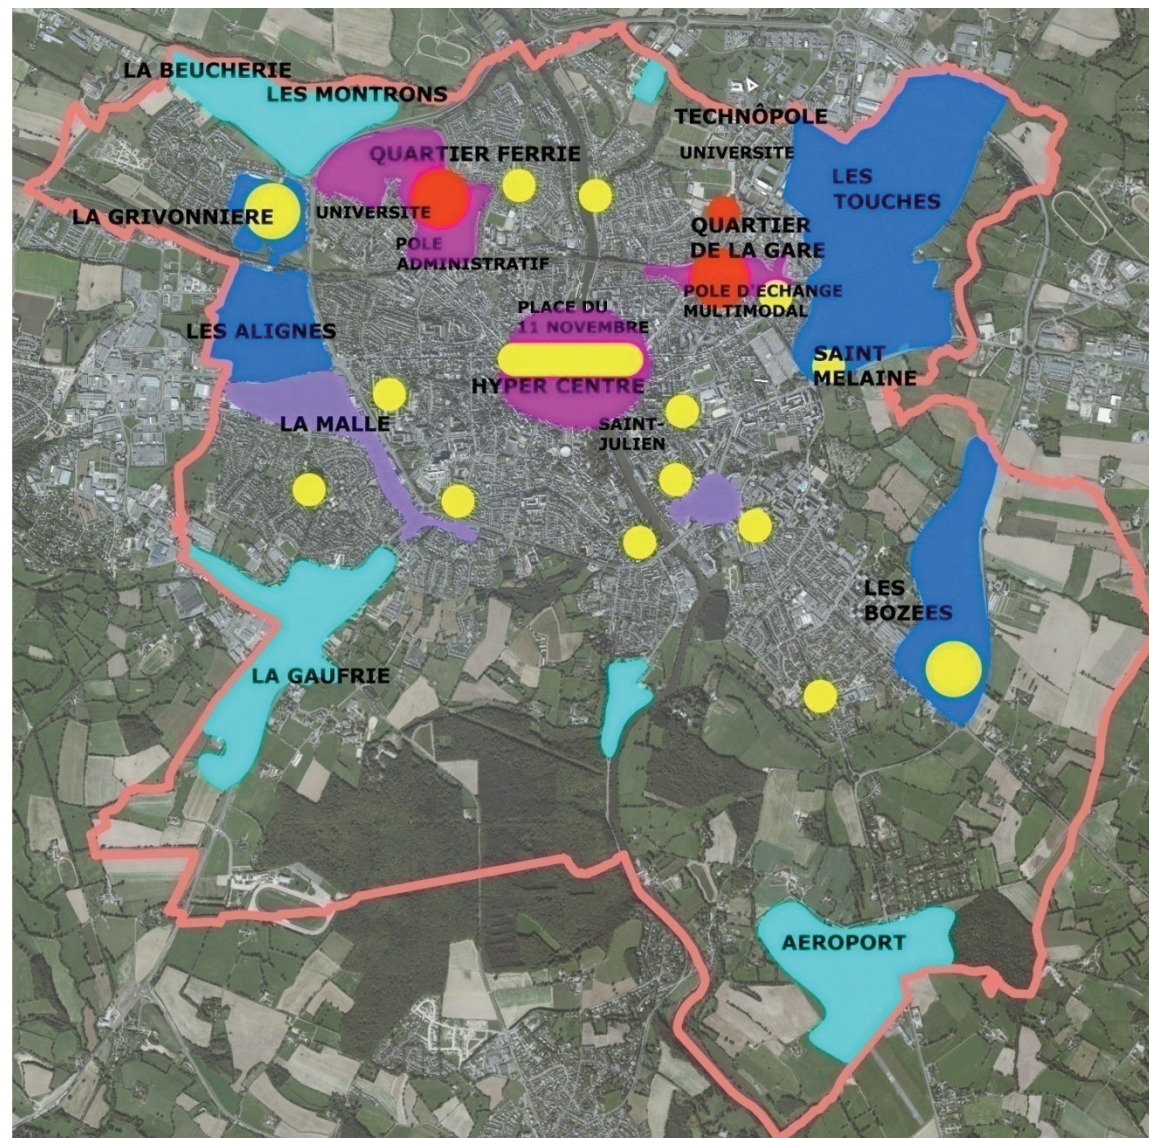 LA BEUCHERIE
LES MONTRONS
TECHNÔPOLE
UNIVERSITE
QUARTIER FERRIE
LES
TOUCHES
LA GRIVONNIERE
UNIVERSITE
QUARTIER
DE LA GARE
POLE
ADMINISTRATIF
POLE D'ECHANGE
MULTIMODAL
PLACE DU
11 NOVEMBRE
LES ALIGNES
SAINT
MELAINE
HYPER CENTRE
LA MALLE
SAINT-
JULIEN
LES
BOZEES
LA GAUFRIE
AEROPORT